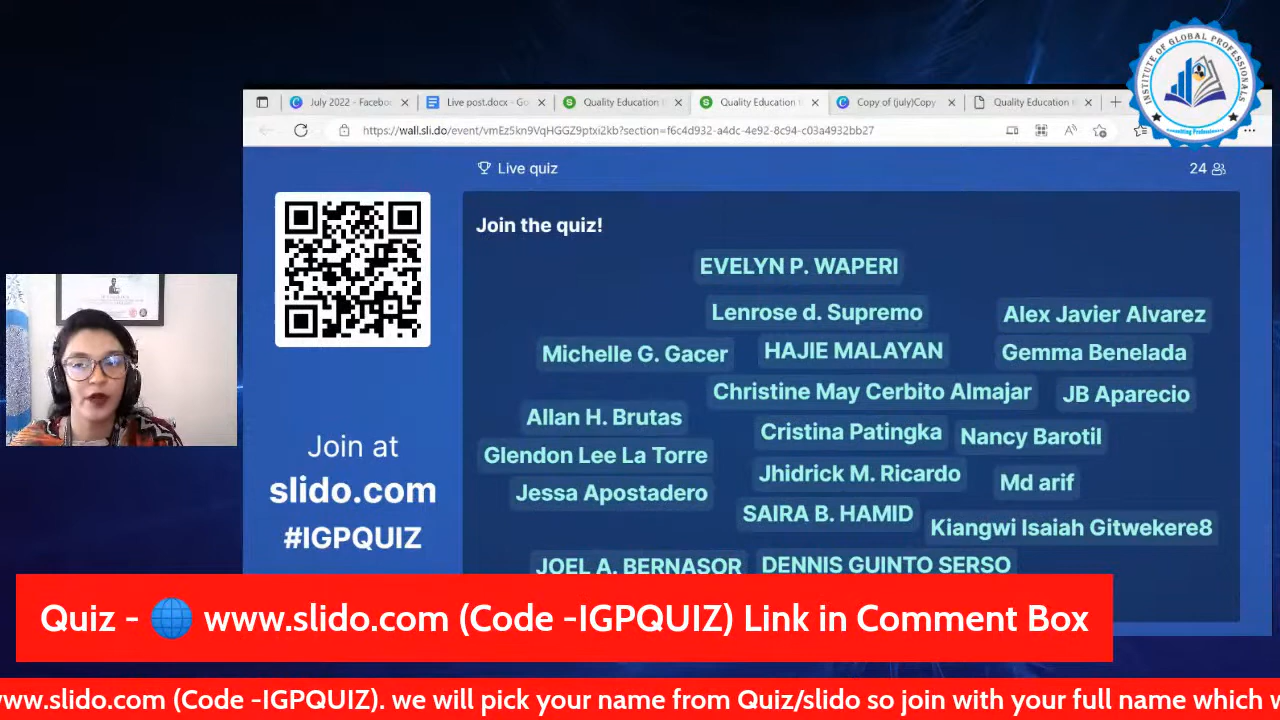 INSTITUTE OF GLOBAL PROFESSIONALS
Consulting Professionals
July 2022 - Faceboo
Live post.docx - Go
Quality Education
Quality Education
Copy of (july)Copy
Quality Education
https://wall.sli.do/event/vmEz5kn9VqHGGZ9ptxi2kb?section=f6c4d932-a4dc-4e92-8c94-c03a4932bb27
Live quiz
24
Join the quiz!
EVELYN P. WAPERI
Lenrose d. Supremo
Alex Javier Alvarez
Michelle G. Gacer
HAJIE MALAYAN
Gemma Benelada
Christine May Cerbito Almajar
JB Aparecio
Allan H. Brutas
Cristina Patingka
Nancy Barotil
Glendon Lee La Torre
Jhidrick M. Ricardo
Md arif
Jessa Apostadero
SAIRA B. HAMID
Kiangwi Isaiah Gitwekere8
JOEL A. BERNASOR
DENNIS GUINTO SERSO
Join at
slido.com
#IGPQUIZ
Quiz - 🌐 www.slido.com (Code -IGPQUIZ) Link in Comment Box
www.slido.com (Code -IGPQUIZ). we will pick your name from Quiz/slido so join with your full name which w